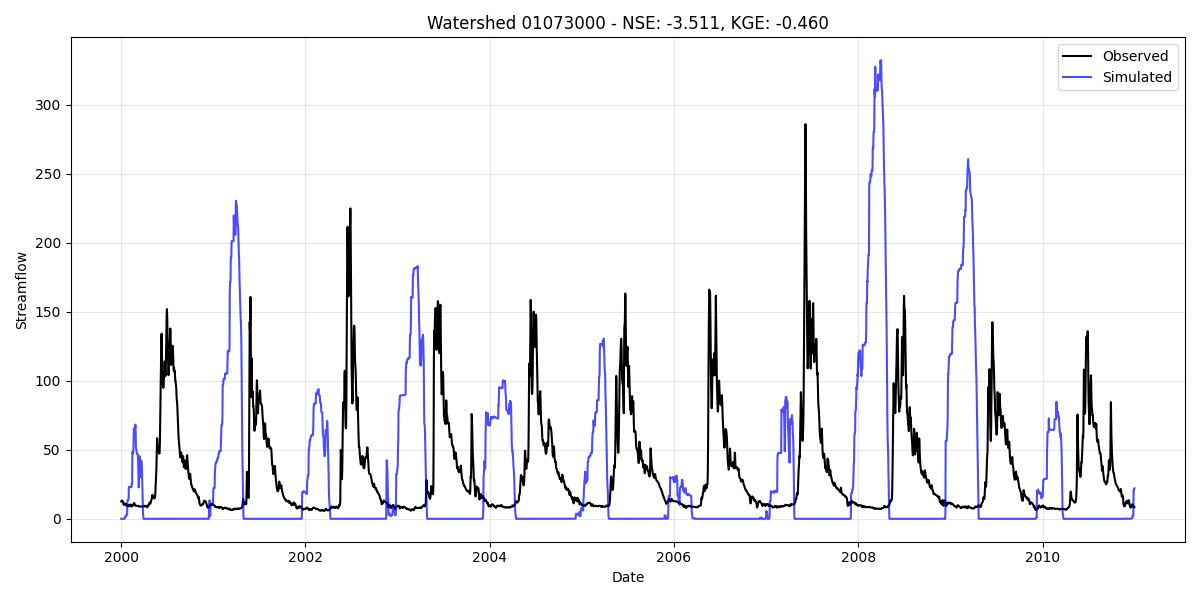 Watershed 01073000 - NSE: -3.511, KGE: -0.460
Observed
Simulated
Streamflow
300
250
200
150
100
50
0
2000 2002 2004 2006 2008 2010
Date